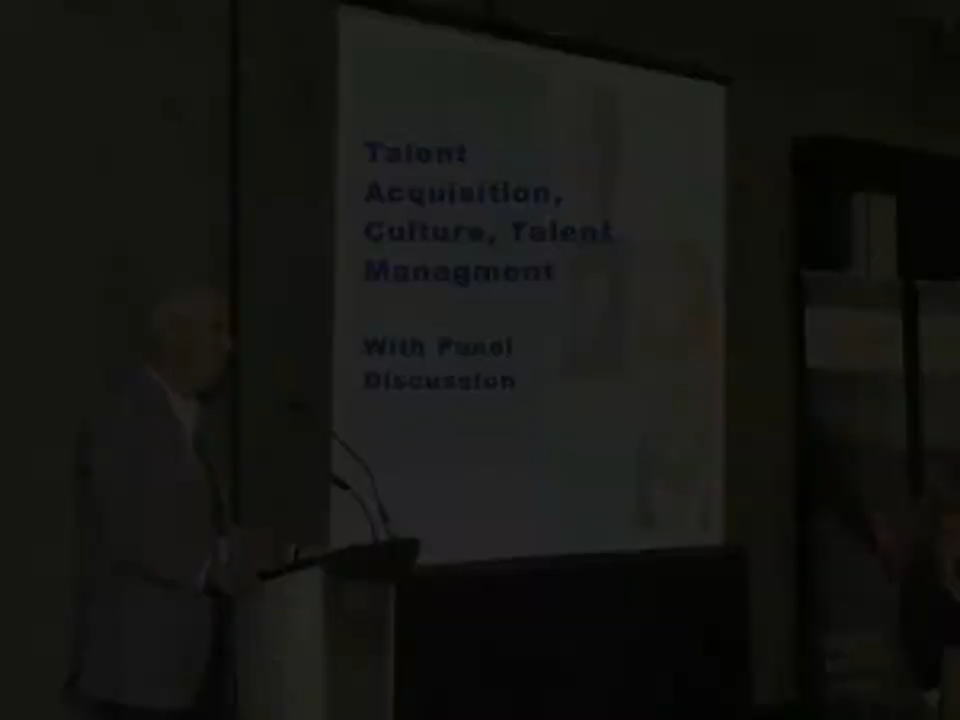 Talent
Acquisition,
Culture, Talent
Managment
With Panel
Discussion